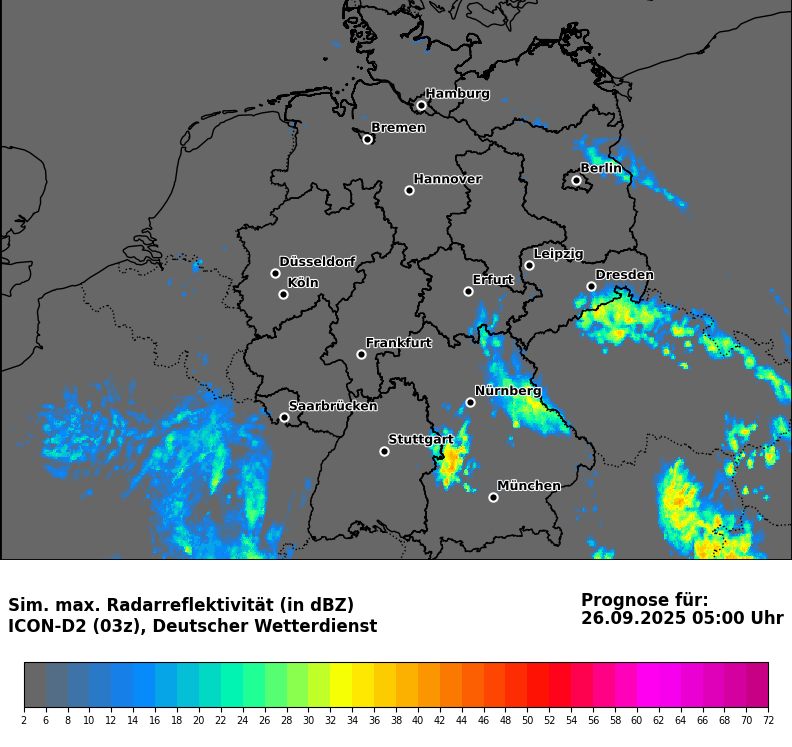 Hamburg
Bremen
Berlin
Hannover
Leipzig
Düsseldorf
Dresden
Köln
Erfurt
Frankfurt
Nürnberg
Saarbrücken
Stuttgart
München
Sim. max. Radarreflektivität (in dBZ)
ICON-D2 (03z), Deutscher Wetterdienst
Prognose für:
26.09.2025 05:00 Uhr
2 6 8 10 12 14 16 18 20 22 24 26 28 30 32 34 36 38 40 42 44 46 48 50 52 54 56 58 60 62 64 66 68 70 72